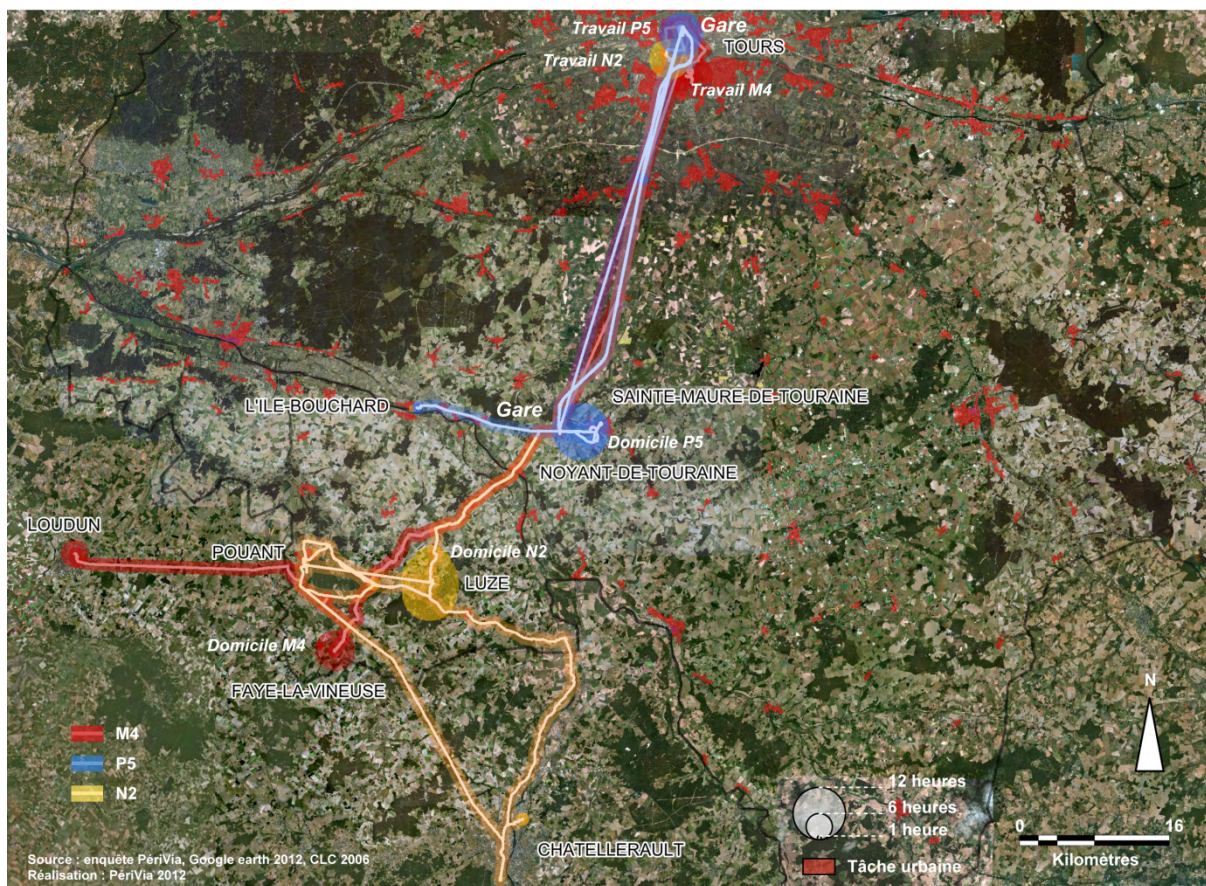 Travail P5
Gare
TOURS
Travail N2
Travail M4
L'ILE-BOUCHARD
Gare
SAINTE-MAURE-DE-TOURAINE
Domicile P5
NOYANT-DE-TOURAINE
LOUDUN
POUANT
Domicile N2
LUZE
Domicile M4
FAYE-LA-VINEUSE
N
M4
P5
N2
12 heures
6 heures
1 heure
0 16
Kilomètres
CHATELLERAULT
Tâche urbaine
Source : enquête PériVia, Google earth 2012, CLC 2006
Réalisation : PériVia 2012